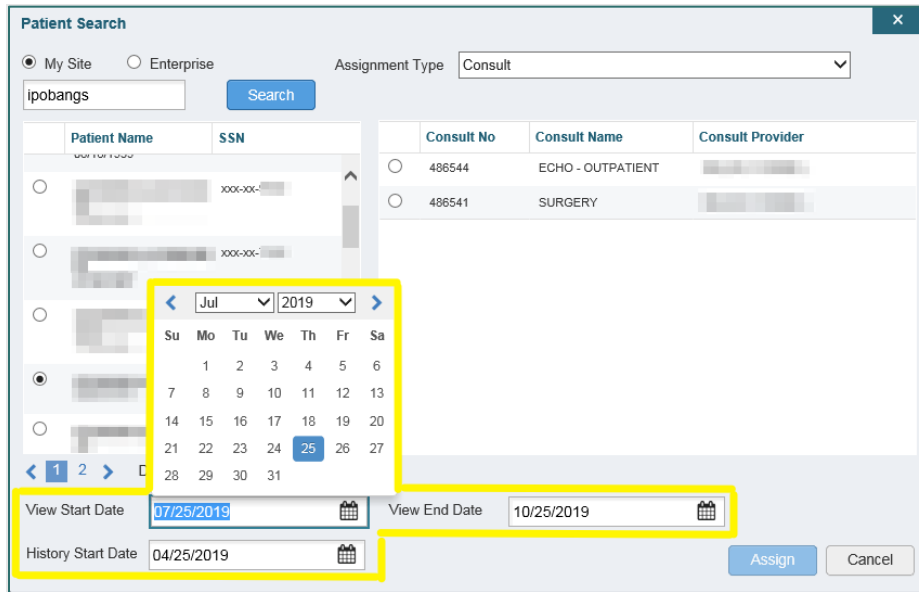 Patient Search
×
My Site Enterprise Assignment Type Consult
ipobangs Search
Patient Name SSN Consult No Consult Name Consult Provider
486544 ECHO - OUTPATIENT
xxx-xx-
486541 SURGERY
xxx-xx-
Jul 2019
Su Mo Tu We Th Fr Sa
1 2 3 4 5 6
7 8 9 10 11 12 13
14 15 16 17 18 19 20
21 22 23 24 25 26 27
28 29 30 31
1 2
View Start Date 07/25/2019 View End Date 10/25/2019
History Start Date 04/25/2019
Assign Cancel